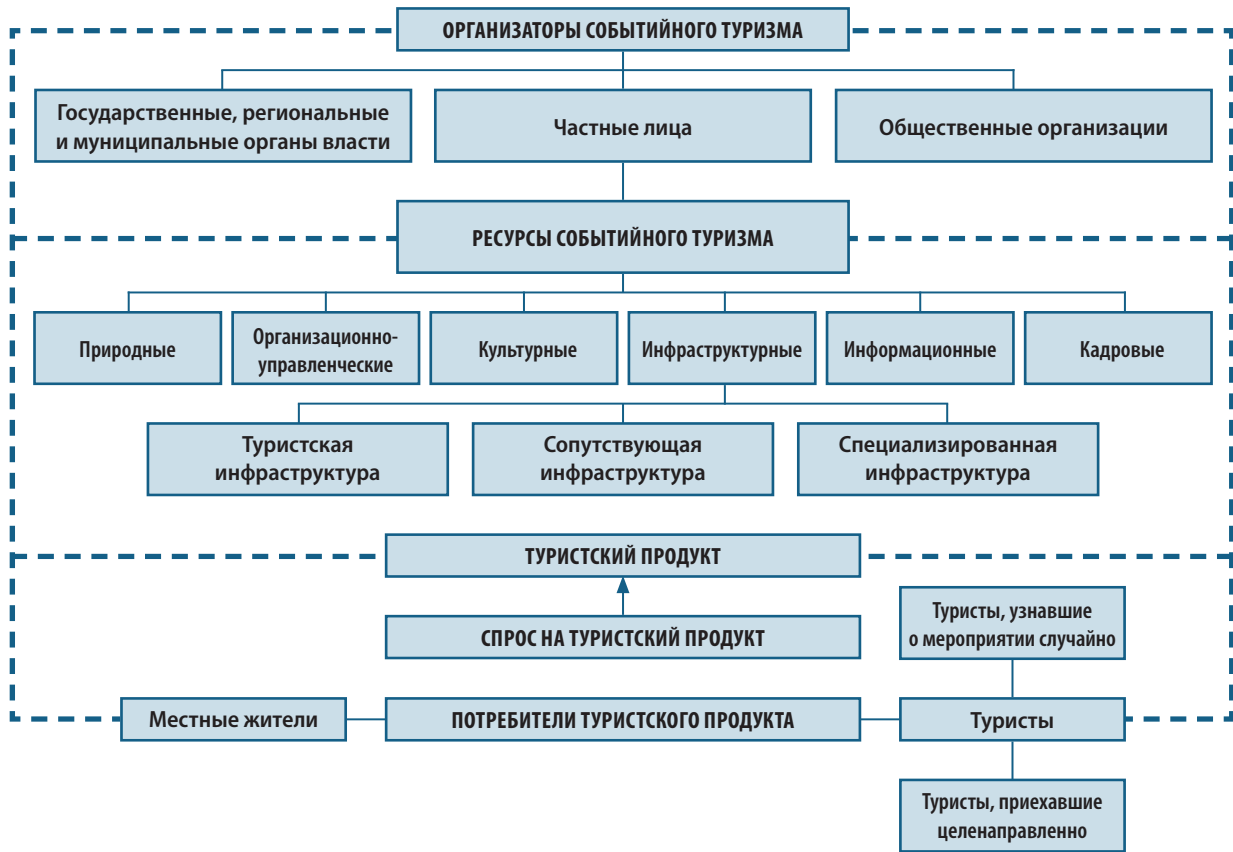 ОРГАНИЗАТОРЫ СОБЫТИЙНОГО ТУРИЗМА
Государственные, региональные
и муниципальные органы власти
Частные лица
Общественные организации
РЕСУРСЫ СОБЫТИЙНОГО ТУРИЗМА
Природные
Организационно-
управленческие
Культурные
Инфраструктурные
Информационные
Кадровые
Туристская
инфраструктура
Сопутствующая
инфраструктура
Специализированная
инфраструктура
ТУРИСТСКИЙ ПРОДУКТ
СПРОС НА ТУРИСТСКИЙ ПРОДУКТ
Туристы, узнавшие
о мероприятии случайно
Местные жители
ПОТРЕБИТЕЛИ ТУРИСТСКОГО ПРОДУКТА
Туристы
Туристы, приехавшие
целенаправленно